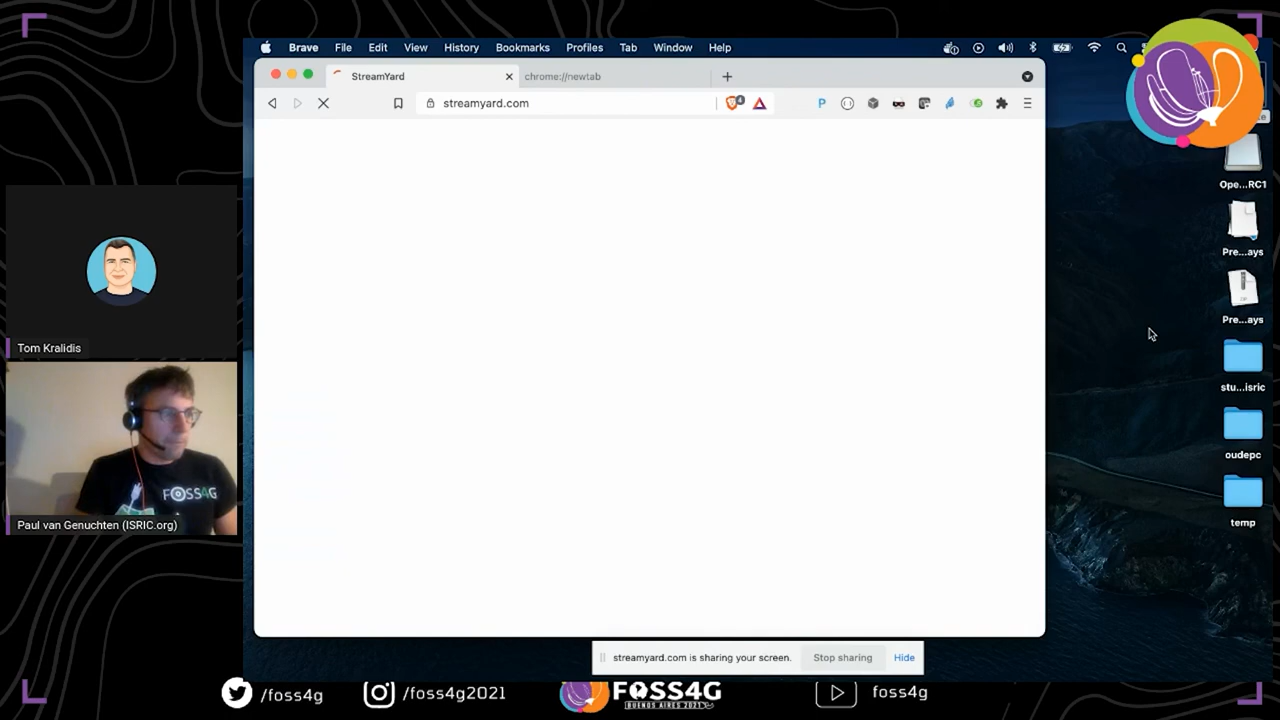 Brave File Edit View History Bookmarks Profiles Tab Window Help
StreamYard
chrome://newtab
streamyard.com
4
P
Ope...RC1
Pre...ays
Pre...ays
stu...isric
oudepc
temp
Tom Kralidis
FOSS4G
Paul van Genuchten (ISRIC.org)
streamyard.com is sharing your screen. Stop sharing Hide
/foss4g
/foss4g2021
FOSS4G
BUENOS AIRES 2021
foss4g